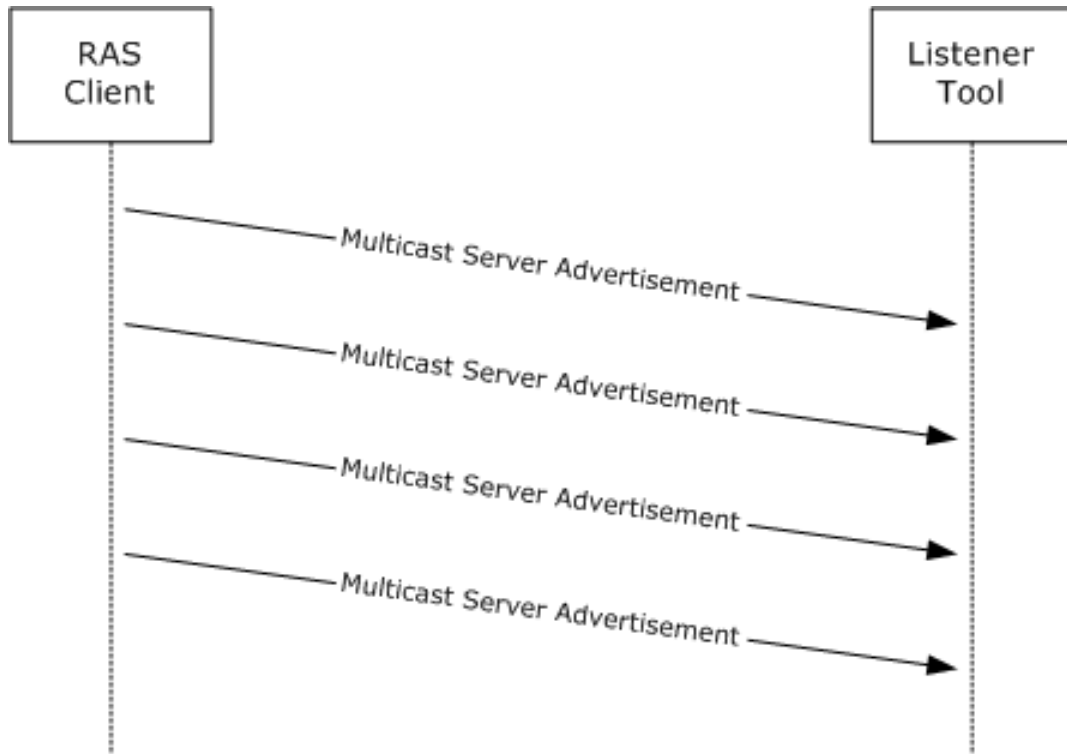 RAS
Client
Listener
Tool
Multicast Server Advertisement
Multicast Server Advertisement
Multicast Server Advertisement
Multicast Server Advertisement